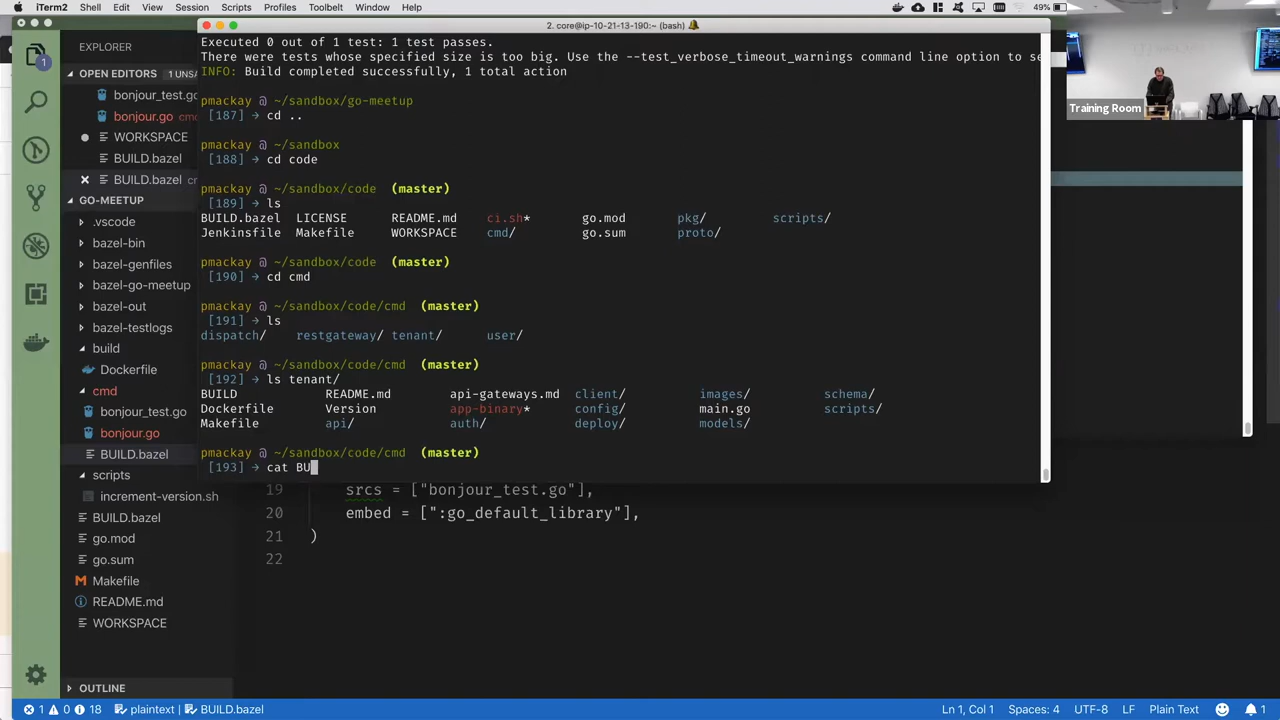 iTerm2 Shell Edit View Session Scripts Profiles Toolbelt Window Help
49%
2. core@ip-10-21-13-190:~ (bash)
Executed 0 out of 1 test: 1 test passes.
There were tests whose specified size is too big. Use the --test_verbose_timeout_warnings command line option to se
INFO: Build completed successfully, 1 total action
pmackay @ ~/sandbox/go-meetup
[187] → cd ..
pmackay @ ~/sandbox
[188] → cd code
pmackay @ ~/sandbox/code (master)
[189] → ls
BUILD.bazel LICENSE README.md ci.sh* go.mod pkg/ scripts/
Jenkinsfile Makefile WORKSPACE cmd/ go.sum proto/
pmackay @ ~/sandbox/code (master)
[190] → cd cmd
pmackay @ ~/sandbox/code/cmd (master)
[191] → ls
dispatch/ restgateway/ tenant/ user/
pmackay @ ~/sandbox/code/cmd (master)
[192] → ls tenant/
BUILD README.md api-gateways.md client/ images/ schema/
Dockerfile Version app-binary* config/ main.go scripts/
Makefile api/ auth/ deploy/ models/
pmackay @ ~/sandbox/code/cmd (master)
[193] → cat BU
EXPLORER
OPEN EDITORS 1 UNSA
bonjour_test.go
bonjour.go cm
WORKSPACE
BUILD.bazel
BUILD.bazel c
GO-MEETUP
.vscode
bazel-bin
bazel-genfiles
bazel-go-meetup
bazel-out
bazel-testlogs
build
Dockerfile
cmd
bonjour_test.go
bonjour.go
BUILD.bazel
scripts
increment-version.sh
BUILD.bazel
go.mod
go.sum
Makefile
README.md
WORKSPACE
OUTLINE
1
19 srcs = ["bonjour_test.go"],
20 embed = [":go_default_library"],
21 )
22
Training Room
1 0 18 plaintext | BUILD.bazel
Ln 1, Col 1 Spaces: 4 UTF-8 LF Plain Text 1